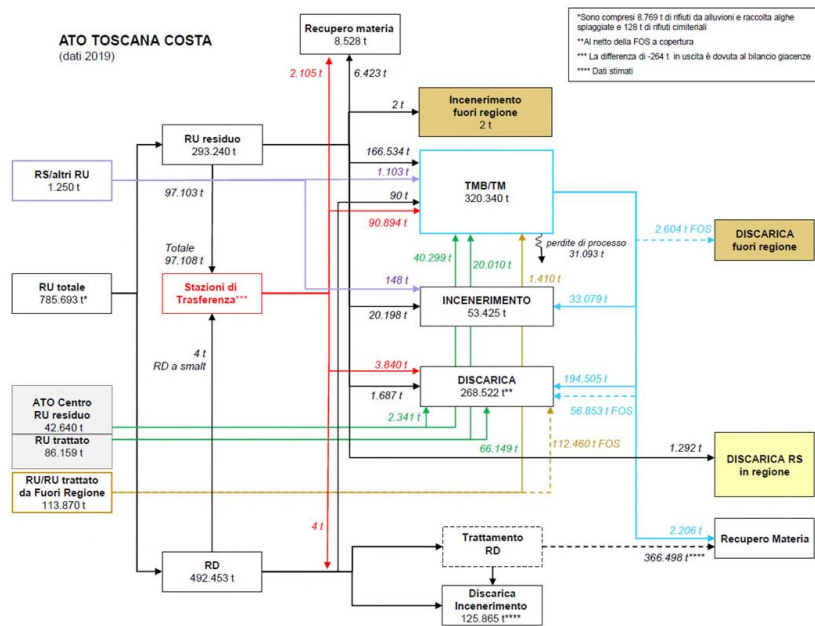 ATO TOSCANA COSTA
(dati 2019)
*Sono compresi 8.769 t di rifiuti da alluvioni e raccolta alghe
spiaggiate e 128 t di rifiuti cimiteriali
**Al netto della FOS a copertura
*** La differenza di -264 t in uscita è dovuta al bilancio giacenze
**** Dati stimati
Recupero materia
8.528 t
2.105 t
6.423 t
2 t
Incenerimento
fuori regione
2 t
RU residuo
293.240 t
166.534 t
RS/altri RU
1.250 t
1.103 t
TMB/TM
320.340 t
97.103 t
90 t
90.894 t
2.604 t FOS
DISCARICA
fuori regione
Totale
97.108 t
40.299 t
20.010 t
perdite di processo
31.093 t
1.410 t
RU totale
785.693 t*
Stazioni di
Trasferenza***
148 t
INCENERIMENTO
53.425 t
33.079 t
20.198 t
4 t
RD a smalt
3.840 t
DISCARICA
268.522 t**
194.505 t
1.687 t
56.853 t FOS
ATO Centro
RU residuo
42.640 t
2.341 t
RU trattato
86.159 t
66.149 t
112.460 t FOS
1.292 t
DISCARICA RS
in regione
RU/RU trattato
da Fuori Regione
113.870 t
4 t
2.206 t
Trattamento
RD
Recupero Materia
366.498 t****
RD
492.453 t
Discarica
Incenerimento
125.865 t****